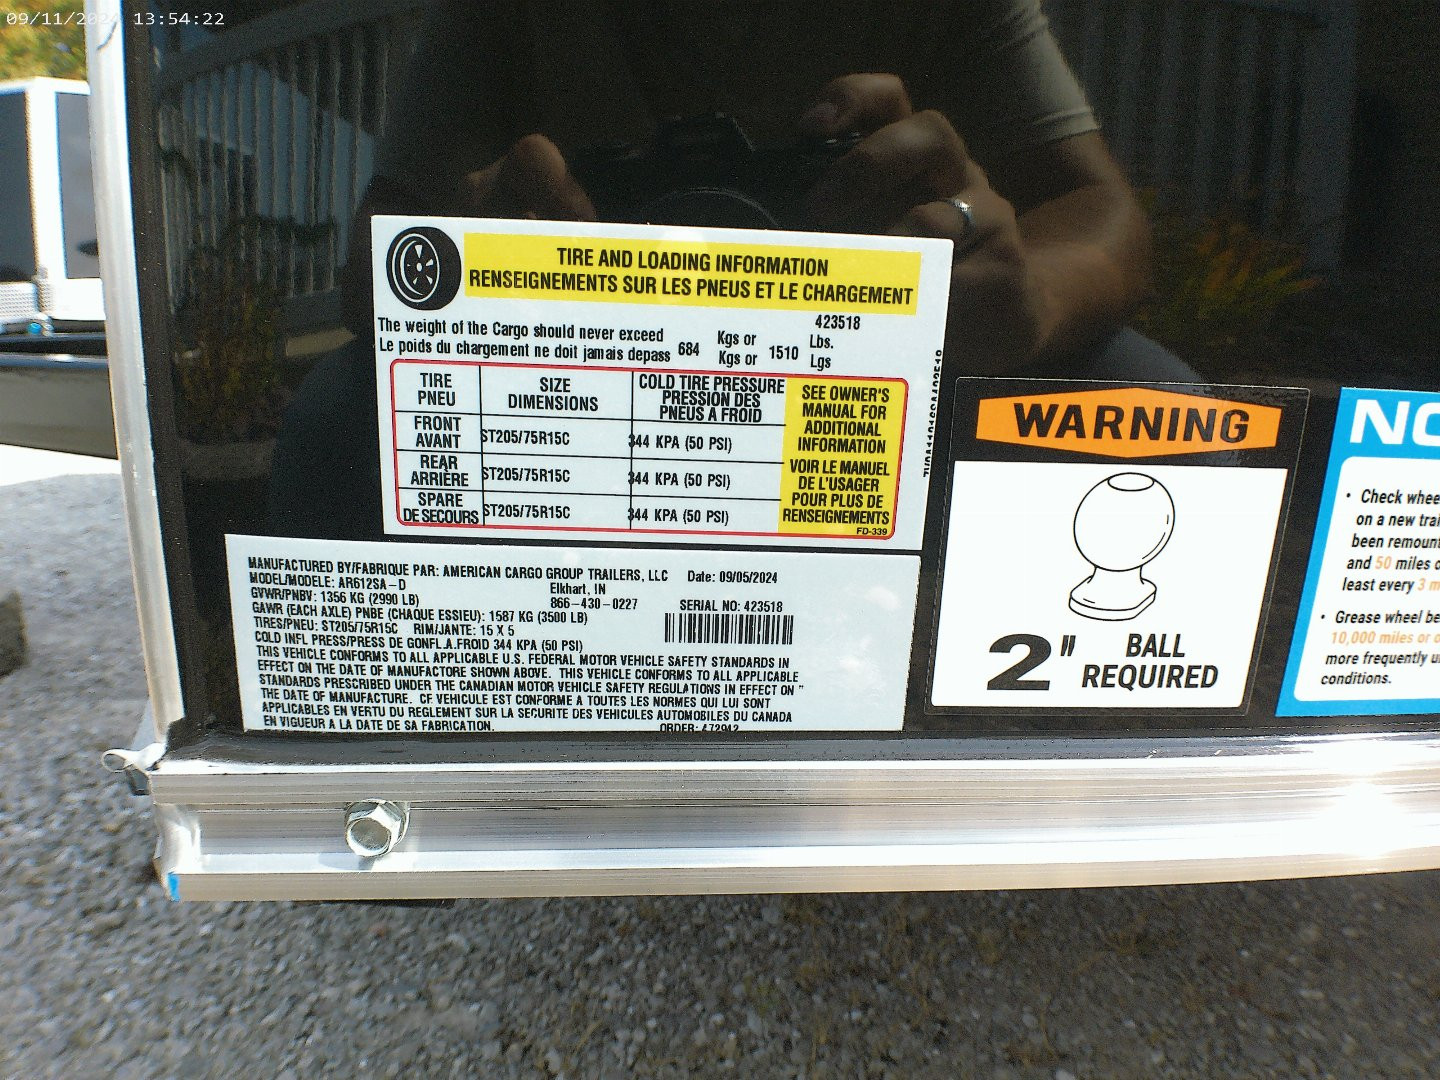 13:54:22
TIRE AND LOADING INFORMATION
RENSEIGNEMENTS SUR LES PNEUS ET LE CHARGEMENT
423518
The weight of the Cargo should never exceed Kgs or Lbs.
Le poids du chargement ne doit jamais depass 684 Kgs or 1510 Lgs
TIRE SIZE COLD TIRE PRESSURE
PNEU DIMENSIONS PRESSION DES
PNEUS A FROID
FRONT
AVANT ST205/75R15C 344 KPA (50 PSI)
REAR
ARRIÈRE ST205/75R15C 344 KPA (50 PSI)
SPARE
DE SECOURS ST205/75R15C 344 KPA (50 PSI)
SEE OWNER'S
MANUAL FOR
ADDITIONAL
INFORMATION
VOIR LE MANUEL
DE L'USAGER
POUR PLUS DE
RENSEIGNEMENTS
FD-339
MANUFACTURED BY/FABRIQUE PAR: AMERICAN CARGO GROUP TRAILERS, LLC Date: 09/05/2024
MODEL/MODELE: AR612SA-D Elkhart, IN
GVWR/PNBV: 1356 KG (2990 LB) 866-430-0227 SERIAL NO: 423518
GAWR (EACH AXLE) PNBE (CHAQUE ESSIEU): 1587 KG (3500 LB)
TIRES/PNEU: ST205/75R15C RIM/JANTE: 15 X 5
COLD INFL PRESS/PRESS DE GONFL.A.FROID 344 KPA (50 PSI)
THIS VEHICLE CONFORMS TO ALL APPLICABLE U.S. FEDERAL MOTOR VEHICLE SAFETY STANDARDS IN
EFFECT ON THE DATE OF MANUFACTORE SHOWN ABOVE. THIS VEHICLE CONFORMS TO ALL APPLICABLE
STANDARDS PRESCRIBED UNDER THE CANADIAN MOTOR VEHICLE SAFETY REGULATIONS IN EFFECT ON "
THE DATE OF MANUFACTURE. CE VEHICULE EST CONFORME A TOUTES LES NORMES QUI LUI SONT
APPLICABLES EN VERTU DU REGLEMENT SUR LA SECURITE DES VEHICULES AUTOMOBILES DU CANADA
EN VIGUEUR A LA DATE DE SA FABRICATION.
ORDER: 472942
WARNING
2" BALL
REQUIRED
NO
• Check whee
on a new trai
been remount
and 50 miles
least every 3 m
• Grease wheel be
10,000 miles or
more frequently u
conditions.